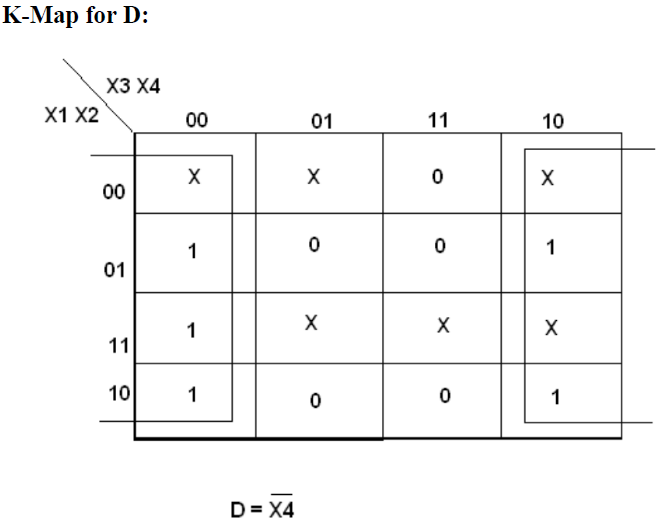 K-Map for D:
X3 X4
X1 X2
00 01 11 10
00 X X 0 X
01 1 0 0 1
11 1 X X X
10 1 0 0 1
D = X̅4̅